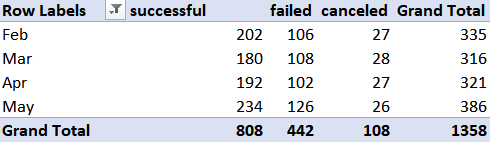 Row Labels successful failed canceled Grand Total
Feb 202 106 27 335
Mar 180 108 28 316
Apr 192 102 27 321
May 234 126 26 386
Grand Total 808 442 108 1358